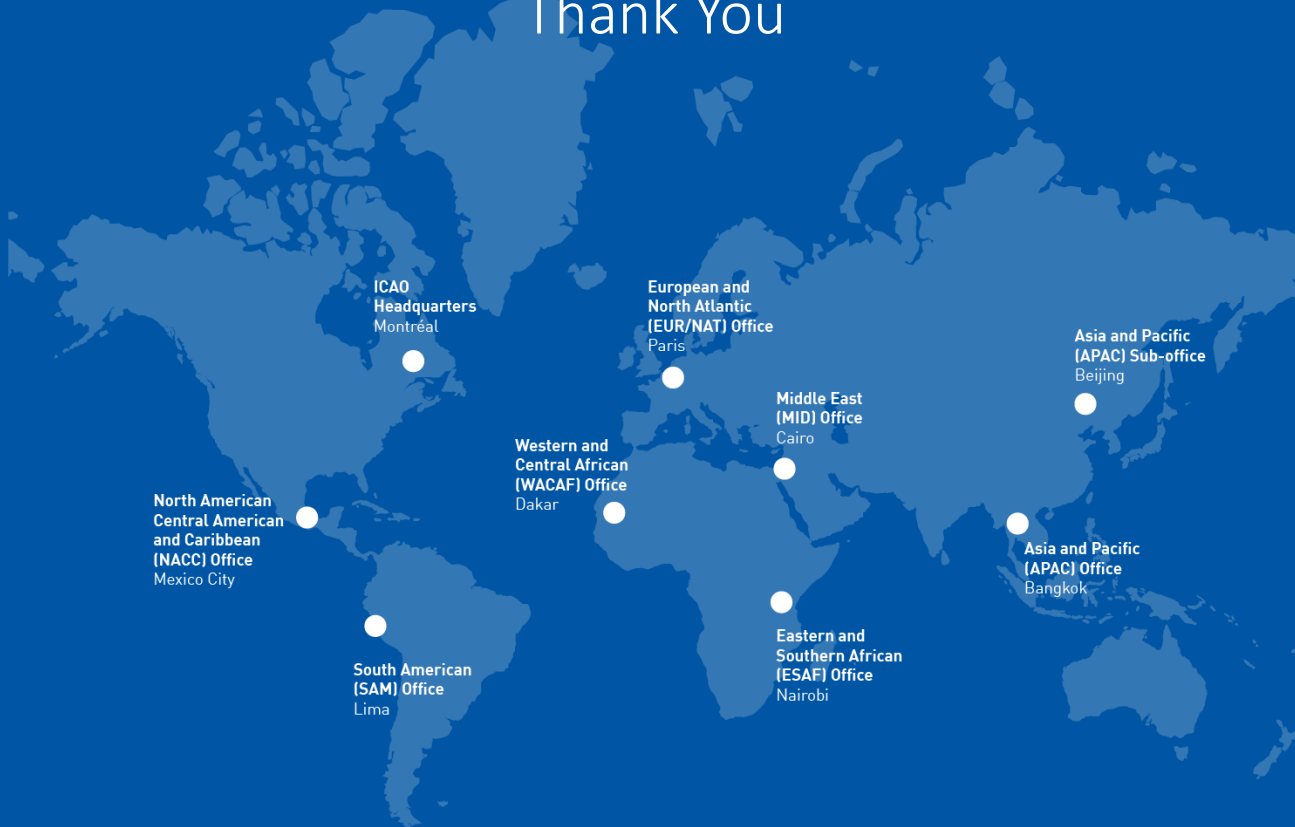 Thank You
ICAO
Headquarters
Montréal
European and
North Atlantic
(EUR/NAT) Office
Paris
Asia and Pacific
(APAC) Sub-office
Beijing
Middle East
(MID) Office
Cairo
Western and
Central African
(WACAF) Office
Dakar
North American
Central American
and Caribbean
(NACC) Office
Mexico City
Asia and Pacific
(APAC) Office
Bangkok
South American
(SAM) Office
Lima
Eastern and
Southern African
(ESAF) Office
Nairobi